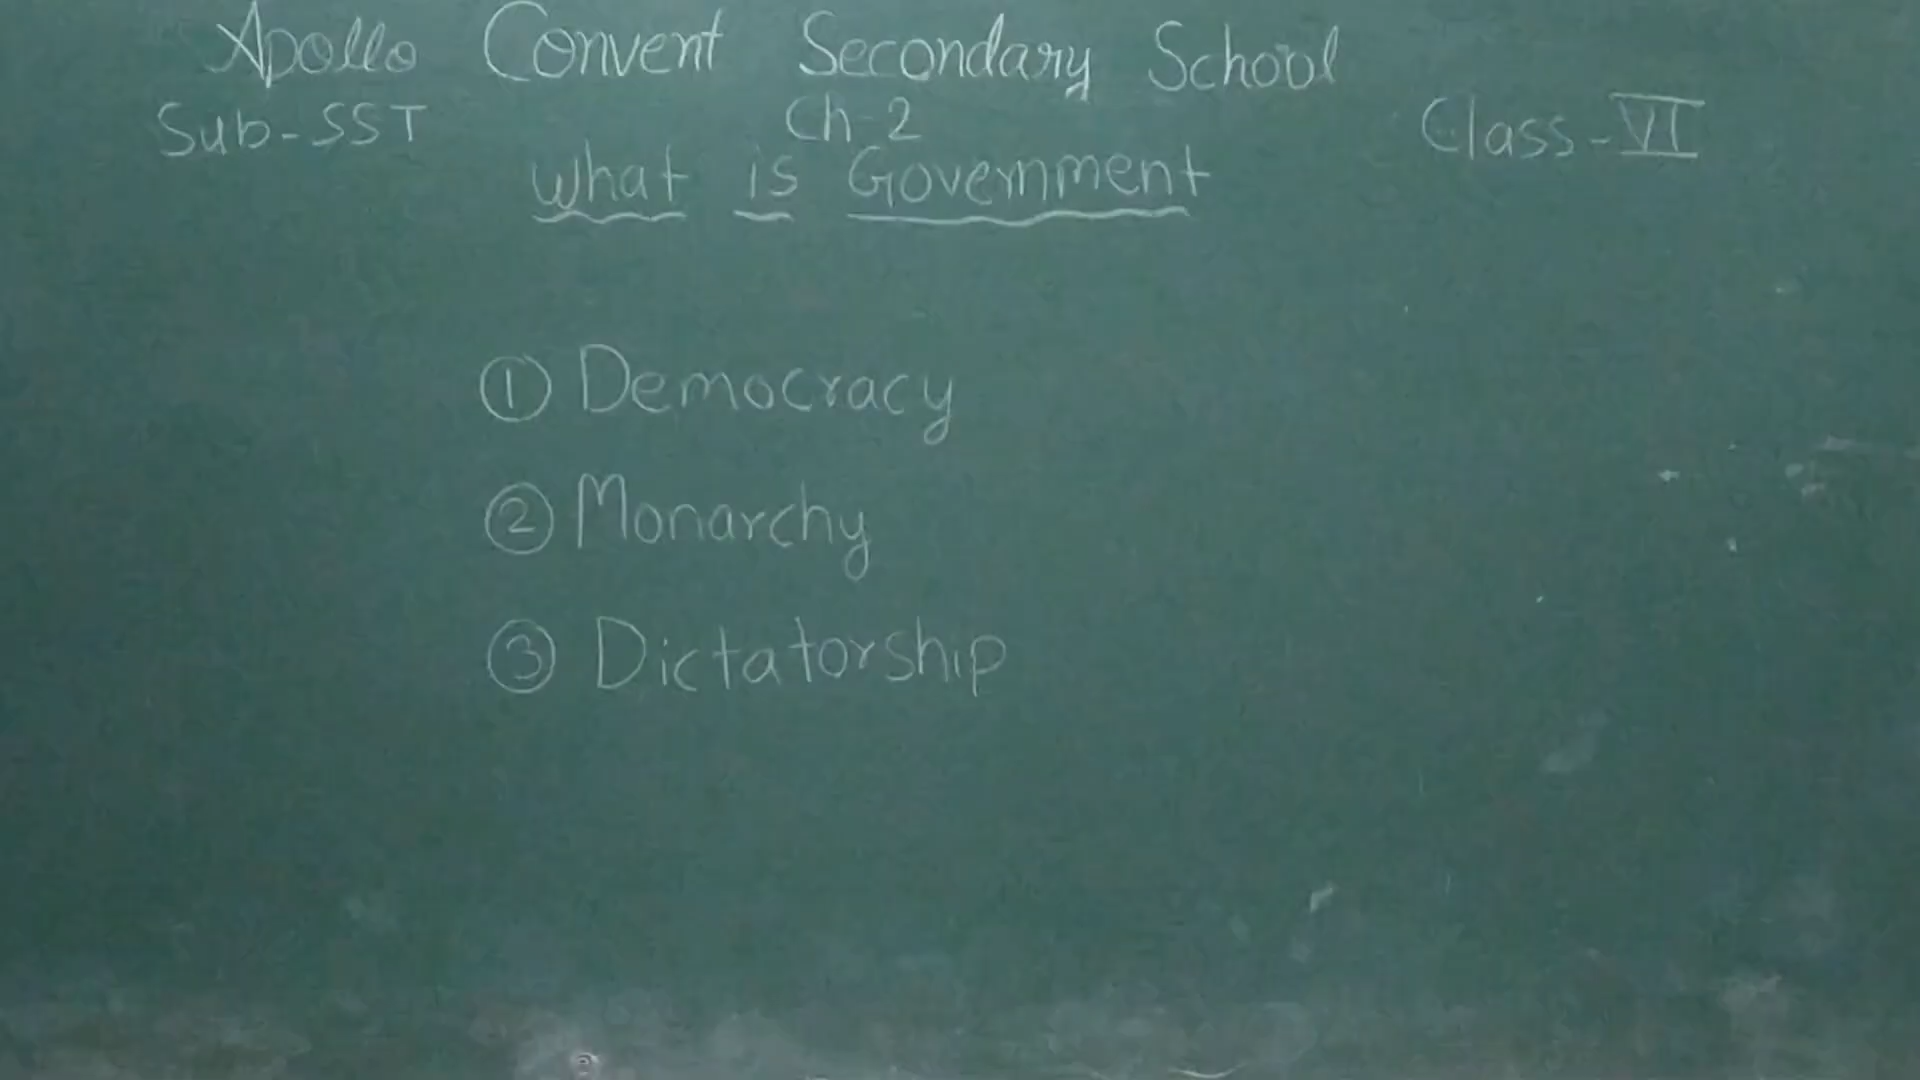 Apollo Convent Secondary School
Sub-SST Ch-2 Class-VI
What is Government
① Democracy
② Monarchy
③ Dictatorship